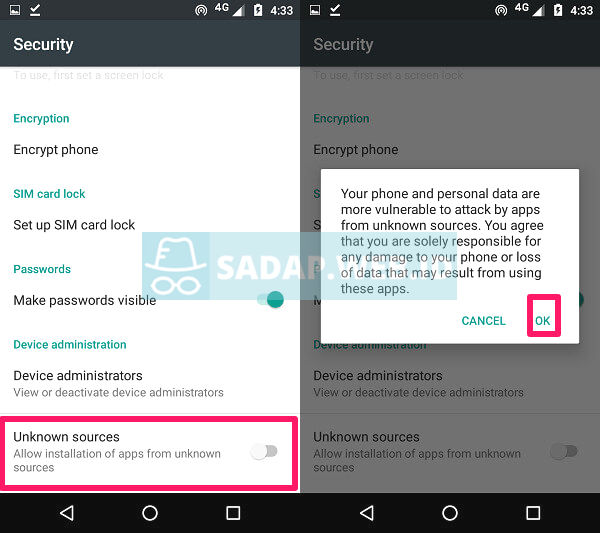 4G 4:33
Security
To use, first set a screen lock
Encryption
Encrypt phone
SIM card lock
Set up SIM card lock
Passwords
Make passwords visible
Device administration
Device administrators
View or deactivate device administrators
Unknown sources
Allow installation of apps from unknown
sources
4G 4:33
Security
To use, first set a screen lock
Encryption
Encrypt phone
Your phone and personal data are
more vulnerable to attack by apps
from unknown sources. You agree
that you are solely responsible for
any damage to your phone or loss
of data that may result from using
these apps.
CANCEL OK
Device administration
Device administrators
View or deactivate device administrators
Unknown sources
Allow installation of apps from unknown
sources